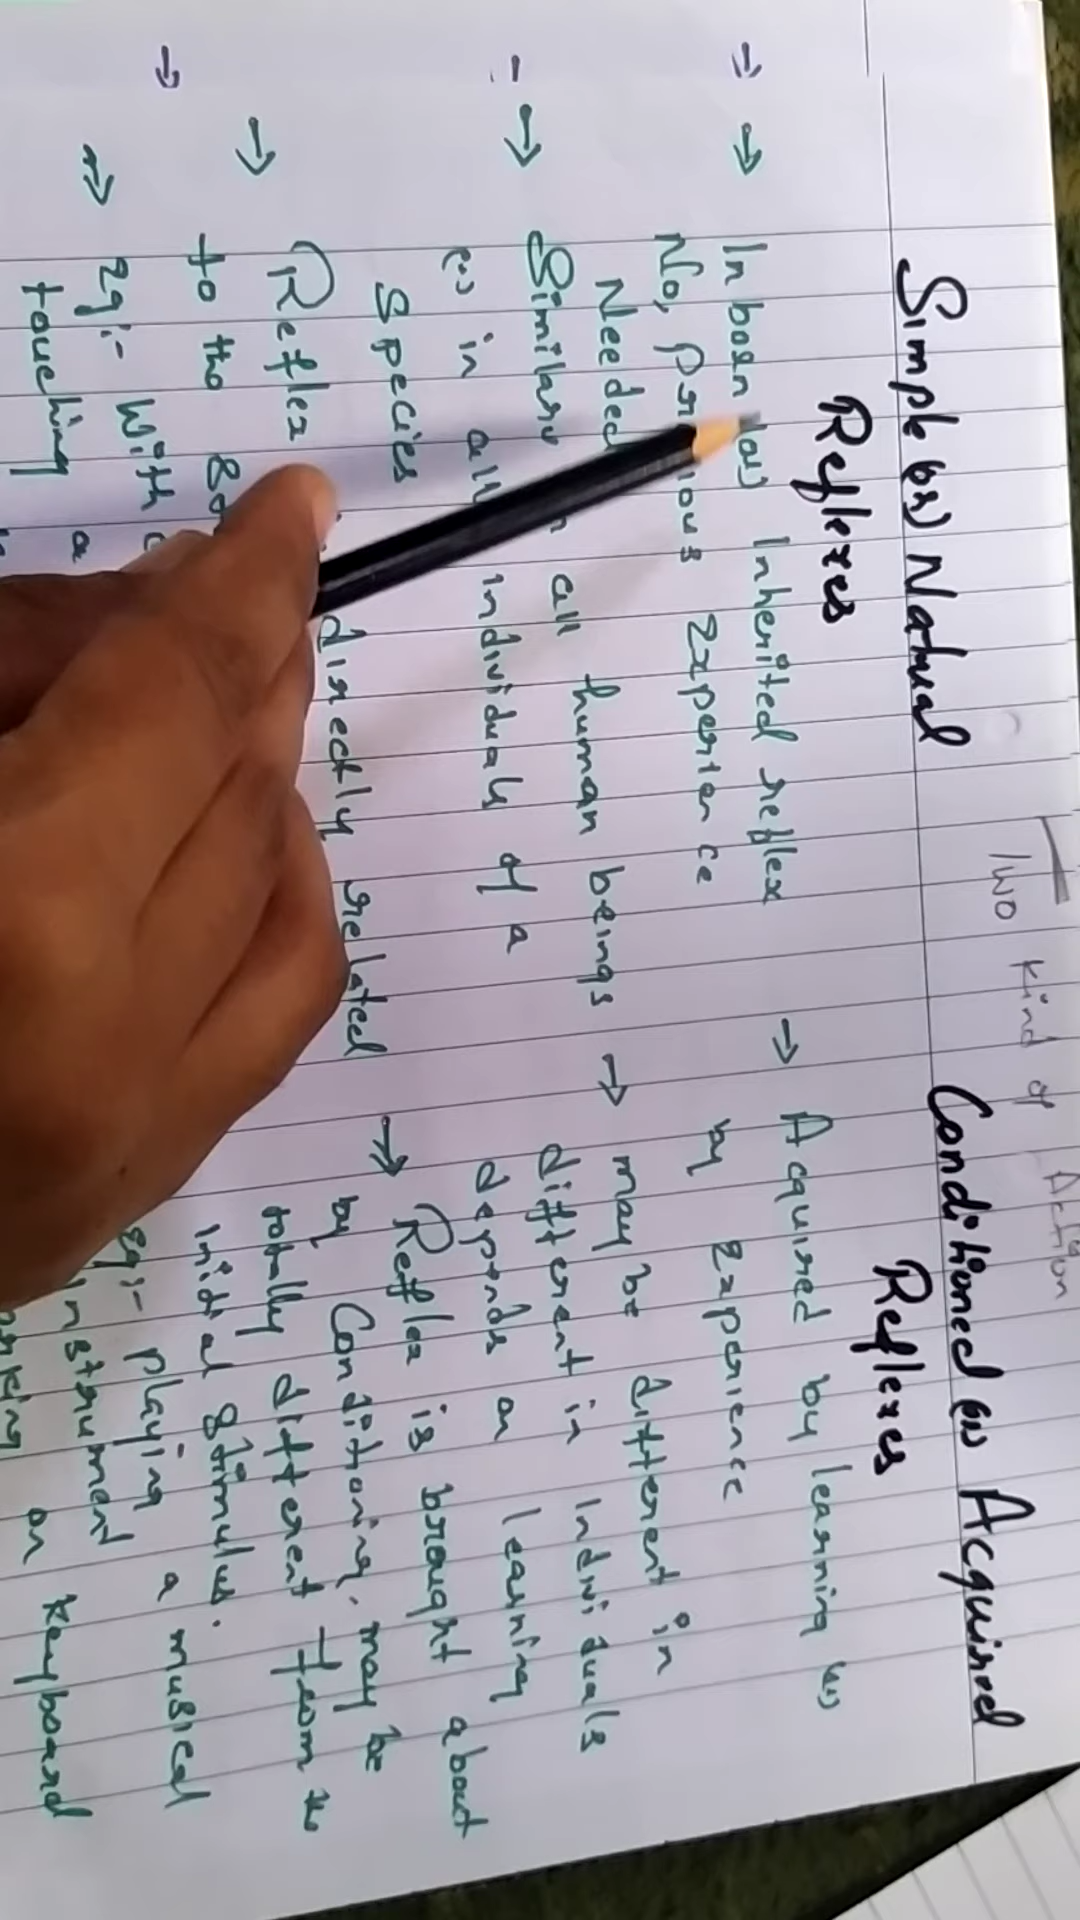 Two Kind of Action
Simple (or) Natural
Reflexes
→ Inborn (or) Inherited reflex
No, Previous Experience
Needed
→ Similar in all human beings
(or) in all individuals of a
Species
→ Reflex directly related
to the
Eg:- With
touching a
Conditioned (or) Acquired
Reflexes
→ Acquired by learning (or)
by Experience
→ may be different in
different in Individuals
depends on learning
→ Reflex is brought about
by Conditioning. may be
totally different from the
initial stimulus.
Eg:- playing a musical
instrument
on keyboard